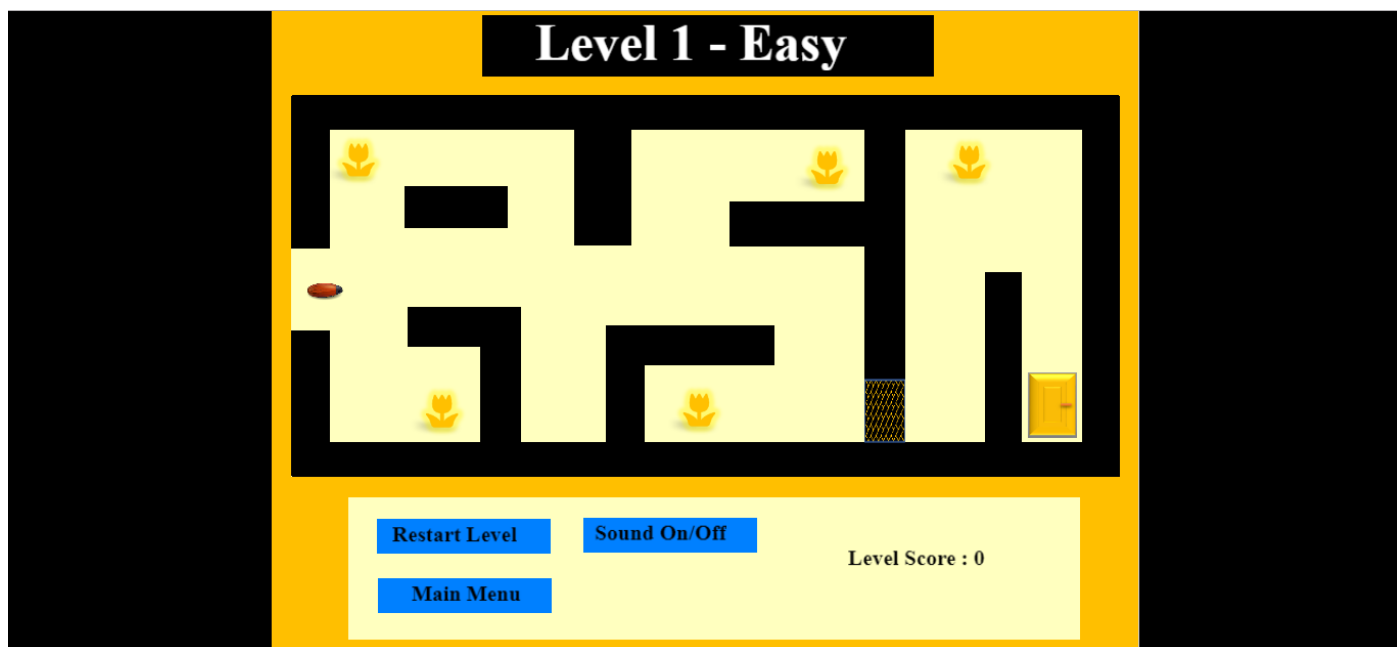 Level 1 - Easy
Restart Level
Sound On/Off
Level Score : 0
Main Menu